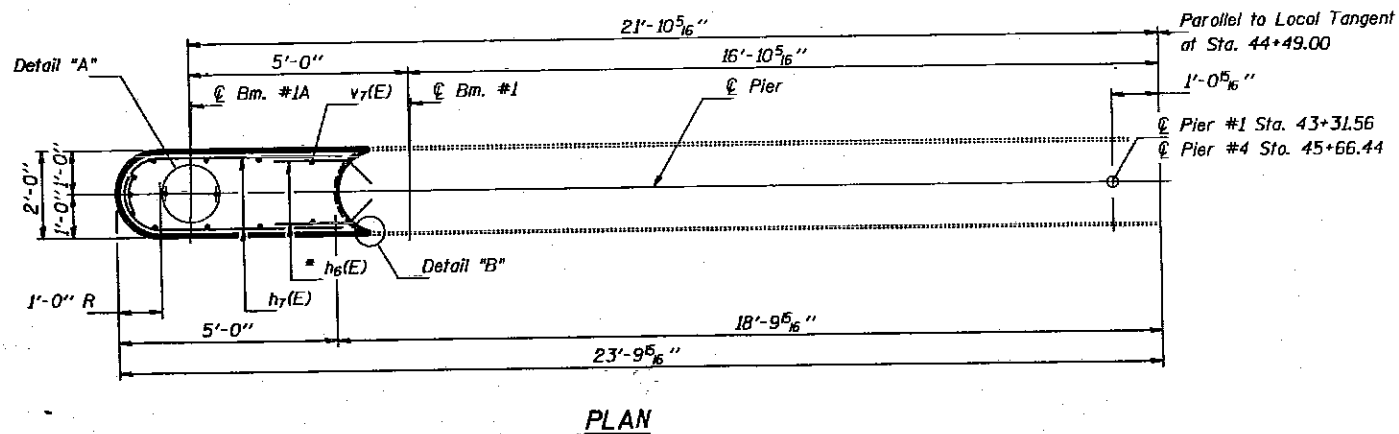 21'-10 5/16"
Parallel to Local Tangent
at Sta. 44+49.00
5'-0"
16'-10 5/16"
Detail "A"
1'-0 15/16"
℄ Bm. #1A
v7(E)
℄ Bm. #1
℄ Pier
℄ Pier #1 Sta. 43+31.56
℄ Pier #4 Sta. 45+66.44
2'-0"
1'-0"
1'-0"
* h6(E)
Detail "B"
1'-0" R
h7(E)
5'-0"
18'-9 15/16"
23'-9 15/16"
PLAN